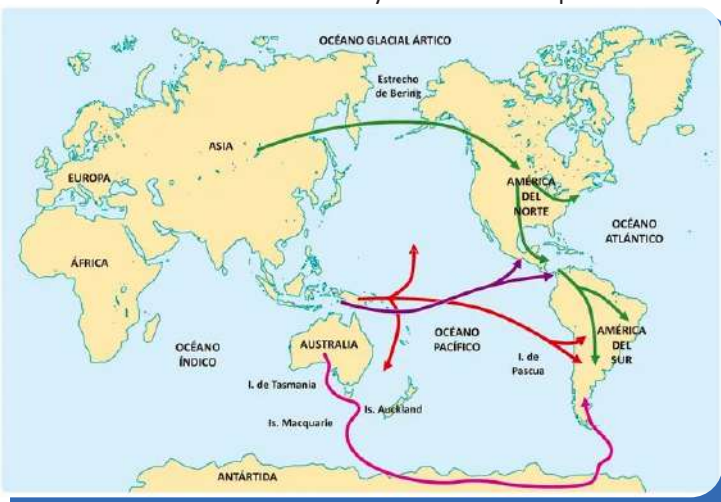 OCÉANO GLACIAL ÁRTICO
Estrecho
de Bering
ASIA
EUROPA
AMÉRICA
DEL
NORTE
OCÉANO
ATLÁNTICO
ÁFRICA
OCÉANO
ÍNDICO
AUSTRALIA
OCÉANO
PACÍFICO
I. de
Pascua
AMÉRICA
DEL
SUR
I. de Tasmania
Is. Auckland
Is. Macquarie
ANTÁRTIDA